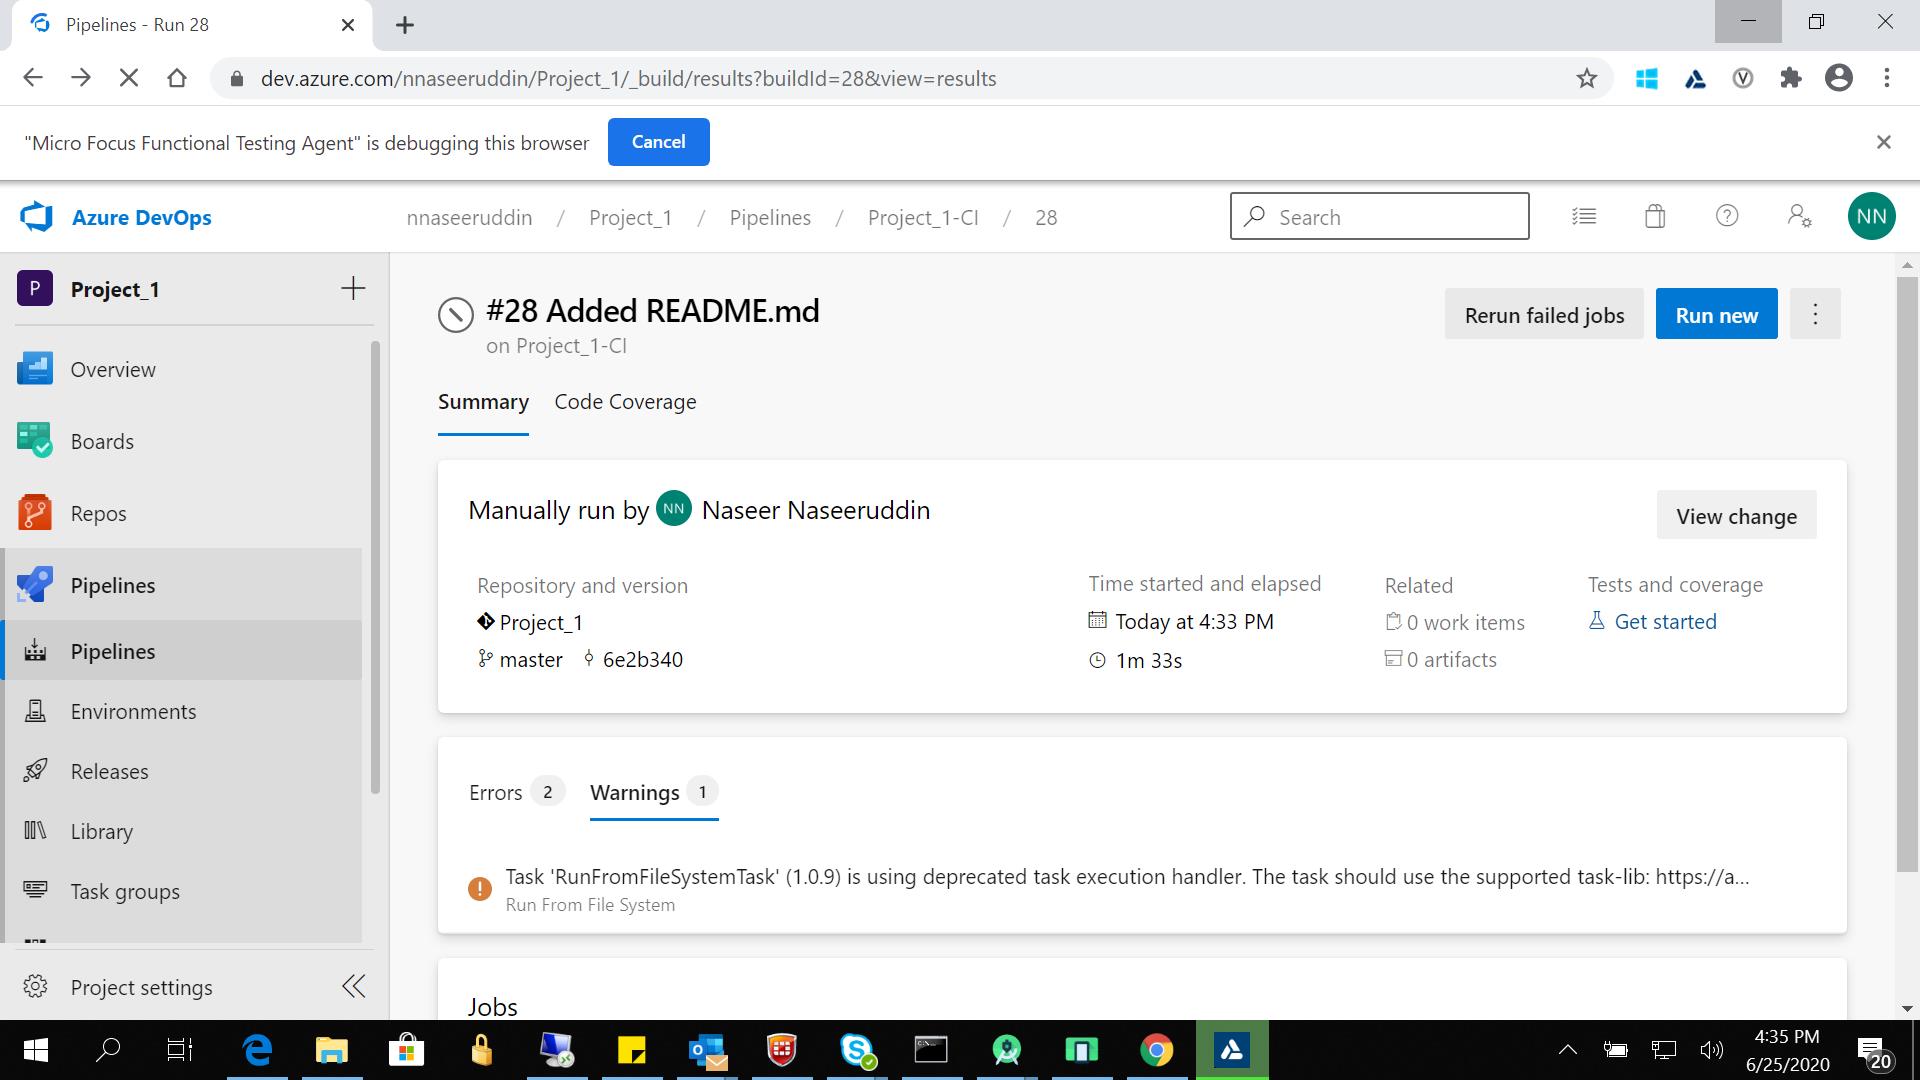 Pipelines - Run 28
dev.azure.com/nnaseeruddin/Project_1/_build/results?buildId=28&view=results
"Micro Focus Functional Testing Agent" is debugging this browser
Cancel
Azure DevOps
nnaseeruddin / Project_1 / Pipelines / Project_1-CI / 28
Search
NN
P
Project_1
Overview
Boards
Repos
Pipelines
Pipelines
Environments
Releases
Library
Task groups
Project settings
#28 Added README.md
on Project_1-CI
Rerun failed jobs
Run new
Summary
Code Coverage
Manually run by NN Naseer Naseeruddin
View change
Repository and version
Project_1
master 6e2b340
Time started and elapsed
Today at 4:33 PM
1m 33s
Related
0 work items
0 artifacts
Tests and coverage
Get started
Errors 2
Warnings 1
Task 'RunFromFileSystemTask' (1.0.9) is using deprecated task execution handler. The task should use the supported task-lib: https://a...
Run From File System
Jobs
4:35 PM
6/25/2020
20